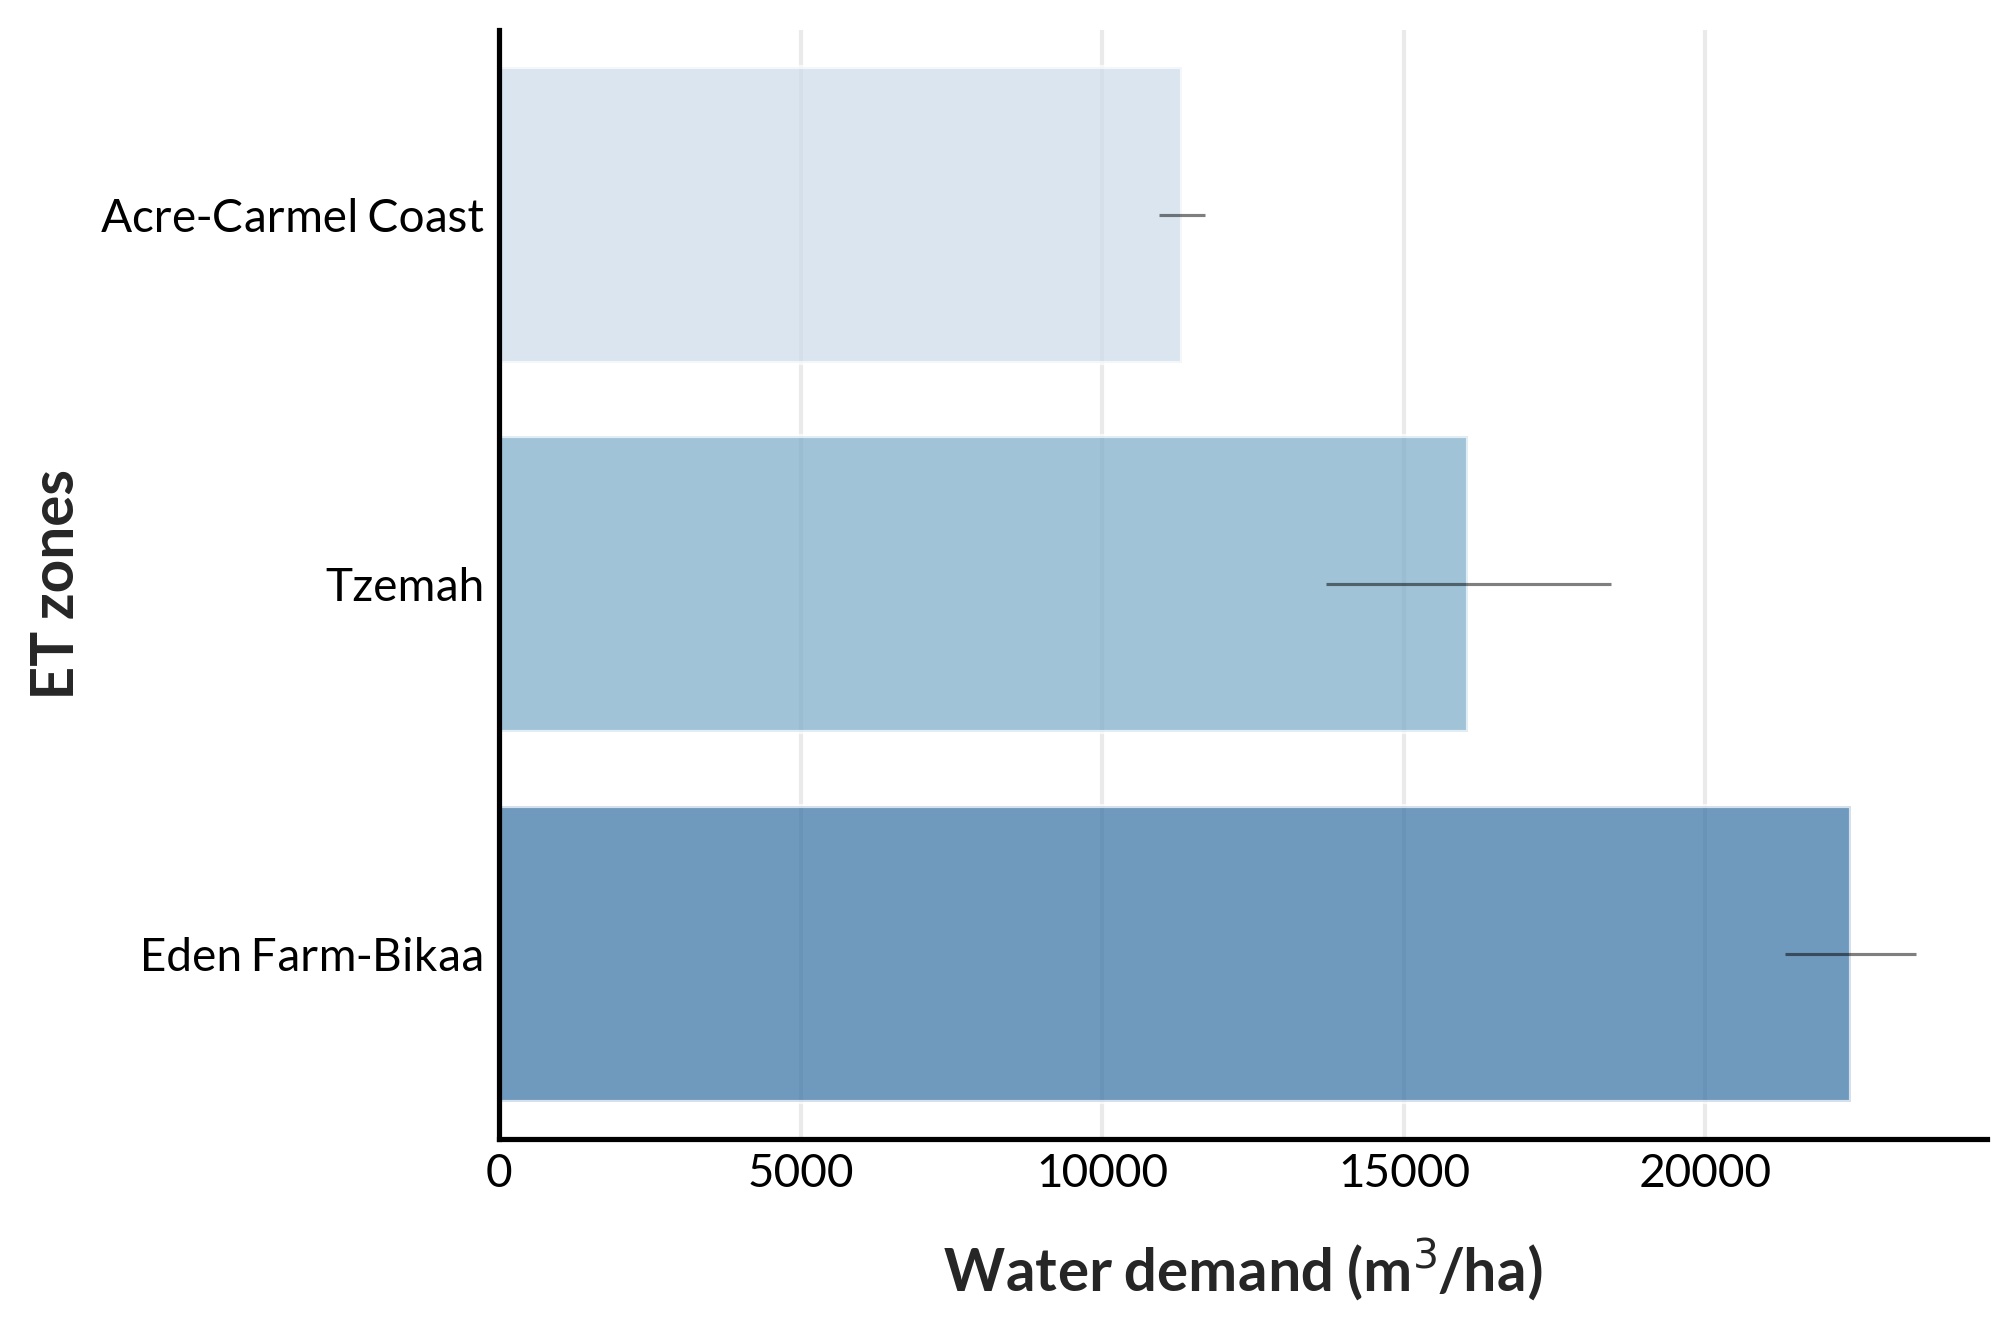 Acre-Carmel Coast
Tzemah
Eden Farm-Bikaa
ET zones
0 5000 10000 15000 20000
Water demand (m³/ha)